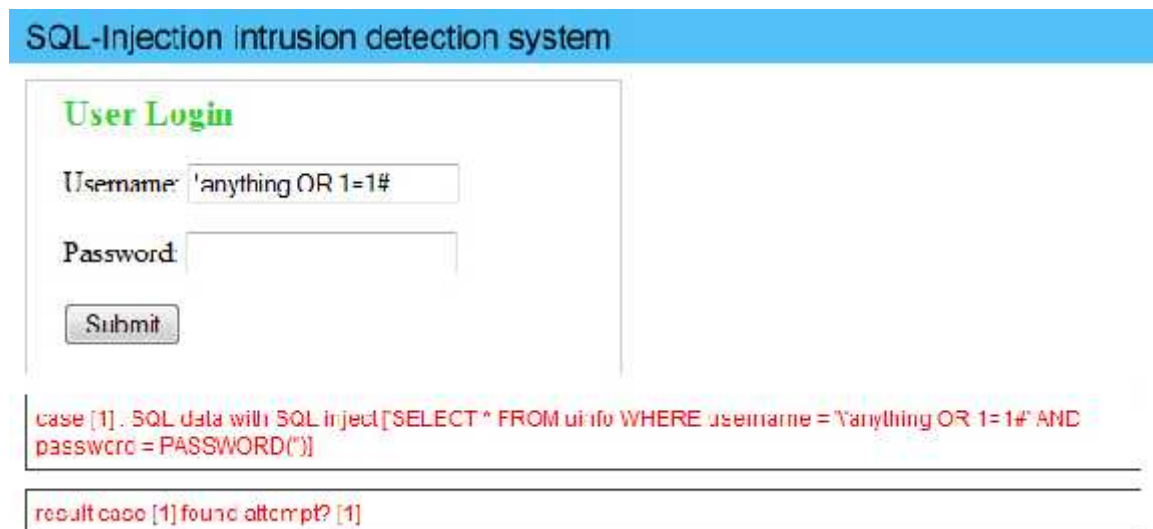 SQL-Injection intrusion detection system
User Login
Username: 'anything OR 1=1#
Password:
Submit
case [1] : SQL data with SQL inject ['SELECT * FROM uinfo WHERE username = '\'anything OR 1=1#' AND
password = PASSWORD('')]
result case [1] found attempt? [1]